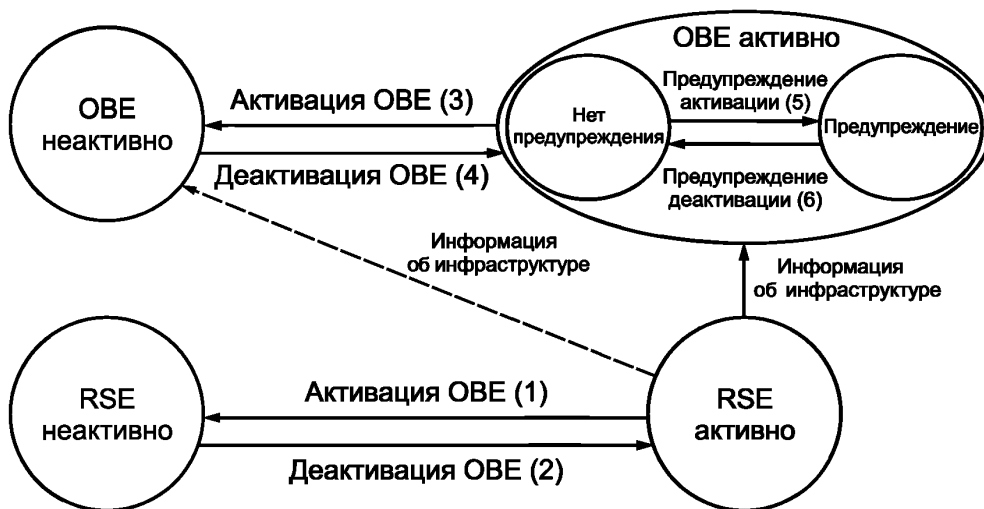 OBE активно
OBE
неактивно
Активация OBE (3)
Деактивация OBE (4)
Нет
предупреждения
Предупреждение
активации (5)
Предупреждение
Предупреждение
деактивации (6)
Информация
об инфраструктуре
Информация
об инфраструктуре
RSE
неактивно
Активация OBE (1)
Деактивация OBE (2)
RSE
активно